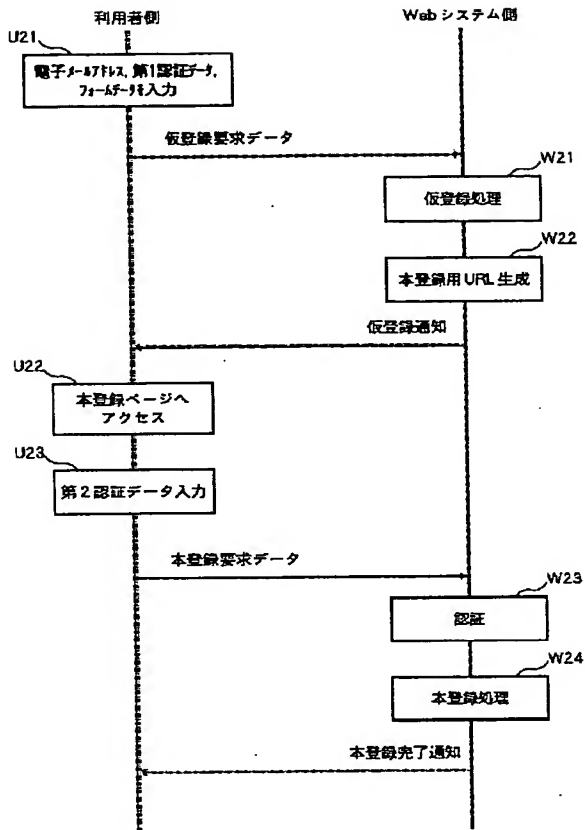 利用者側
Webシステム側
U21
電子メールアドレス、第1認証データ、
フォームデータを入力
仮登録要求データ
W21
仮登録処理
W22
本登録用URL生成
仮登録通知
U22
本登録ページへ
アクセス
U23
第2認証データ入力
本登録要求データ
W23
認証
W24
本登録処理
本登録完了通知